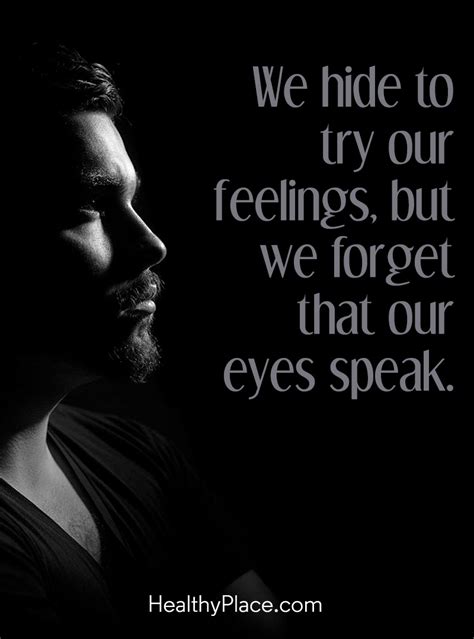 We hide to
try our
feelings, but
we forget
that our
eyes speak.
HealthyPlace.com